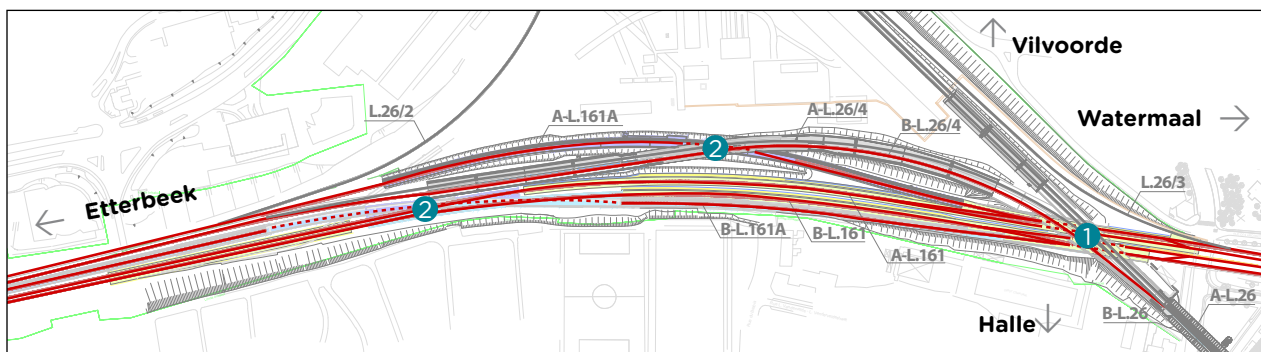 Vilvoorde
Watermaal
L.26/2
A-L.161A
A-L.26/4
B-L.26/4
2
Etterbeek
2
L.26/3
1
B-L.161A
B-L.161
A-L.161
Halle
B-L.26
A-L.26